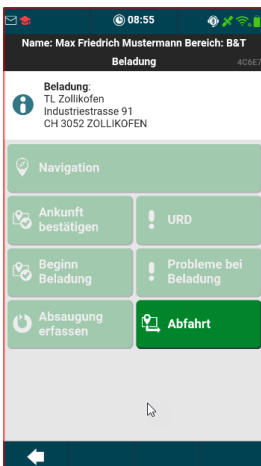 08:55
Name: Max Friedrich Mustermann Bereich: B&T
Beladung 4C6E7
Beladung:
TL Zollikofen
Industriestrasse 91
CH 3052 ZOLLIKOFEN
Navigation
Ankunft
bestätigen
URD
Beginn
Beladung
Probleme bei
Beladung
Absaugung
erfassen
Abfahrt